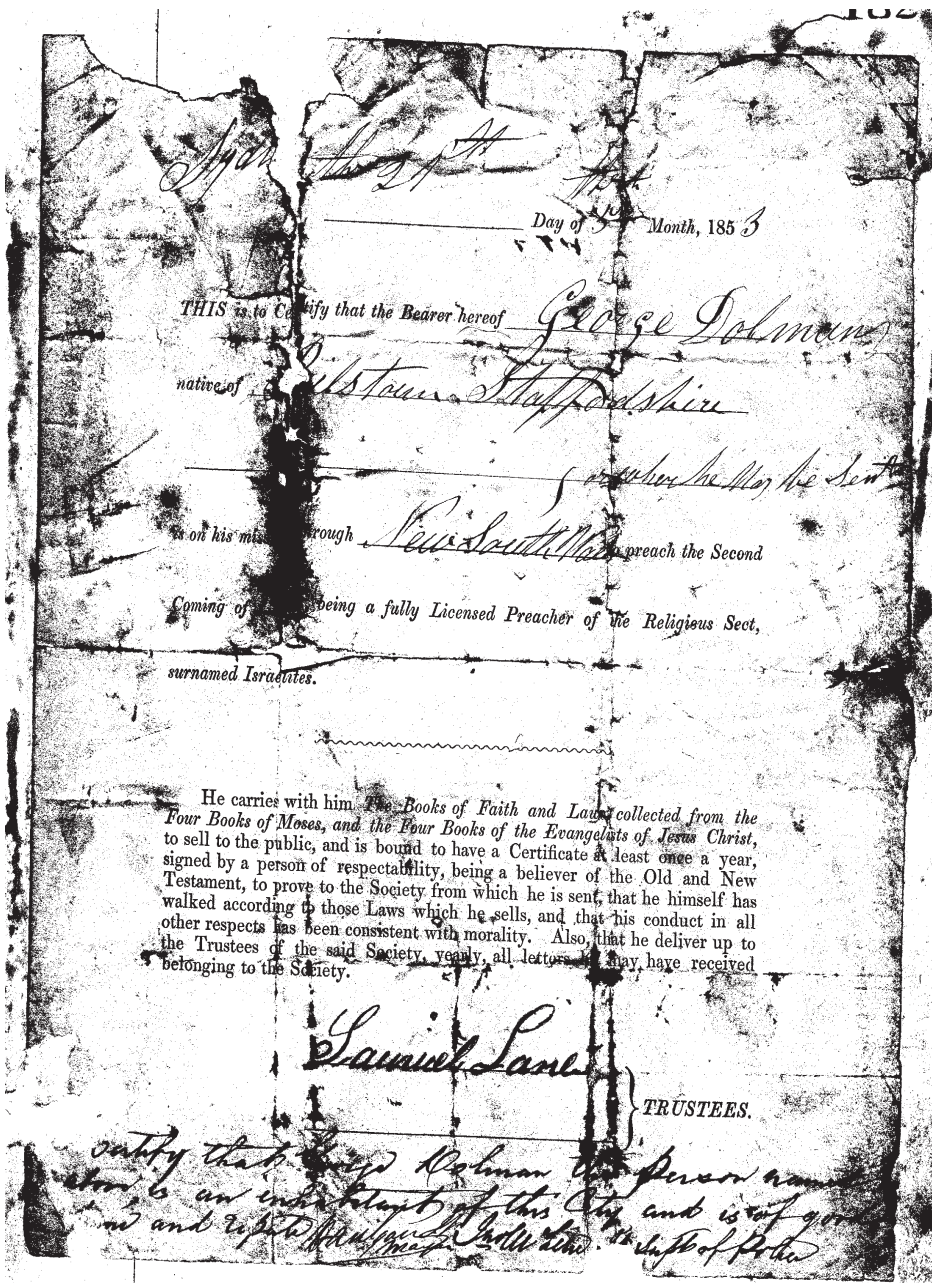 182
the 24th
Day of 3rd Month, 1853
THIS is to Certify that the Bearer hereof George Dolman
native of Bilstown Staffordshire
or wher he May be Sent
is on his mis rough New South Wales preach the Second
Coming of being a fully Licensed Preacher of the Religious Sect,
surnamed Israelites.
He carries with him The Books of Faith and Laws, collected from the
Four Books of Moses, and the Four Books of the Evangelists of Jesus Christ,
to sell to the public, and is bound to have a Certificate at least once a year,
signed by a person of respectability, being a believer of the Old and New
Testament, to prove to the Society from which he is sent, that he himself has
walked according to those Laws which he sells, and that his conduct in all
other respects has been consistent with morality. Also, that he deliver up to
the Trustees of the said Society, yearly, all letters he may have received
belonging to the Society.
Samuel Lane
TRUSTEES.
certify that George Dolman the person named
above is an inhabitant of this City and is of good
and repute Supt of Police